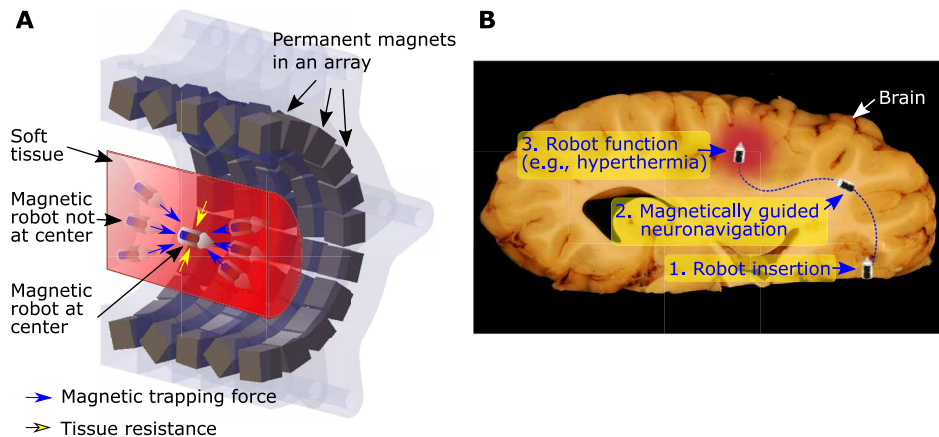 A
Permanent magnets
in an array
Soft
tissue
Magnetic
robot not
at center
Magnetic
robot at
center
Magnetic trapping force
Tissue resistance
B
Brain
3. Robot function
(e.g., hyperthermia)
2. Magnetically guided
neuronavigation
1. Robot insertion